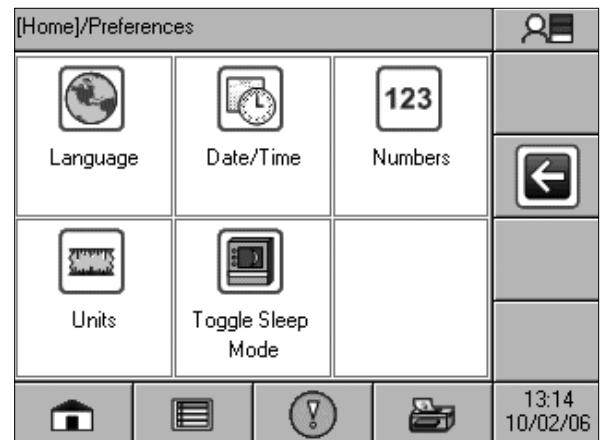 [Home]/Preferences
Language
Date/Time
123
Numbers
Units
Toggle Sleep
Mode
13:14
10/02/06